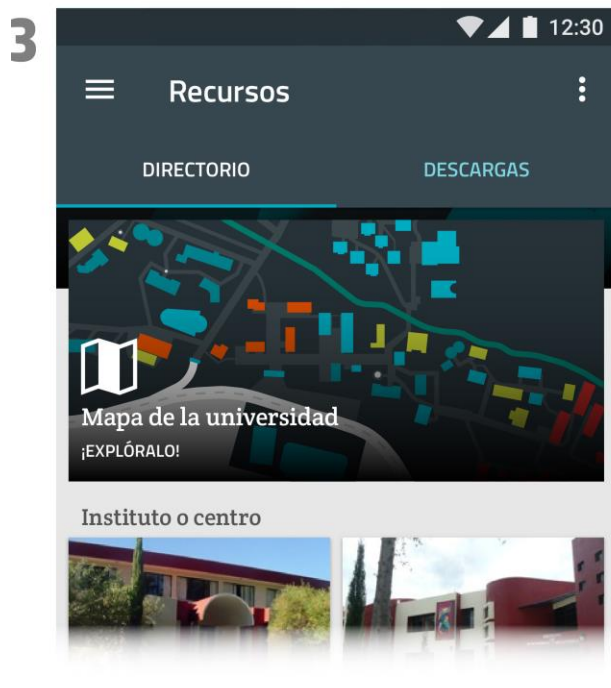 3
12:30
Recursos
DIRECTORIO
DESCARGAS
Mapa de la universidad
¡EXPLÓRALO!
Instituto o centro